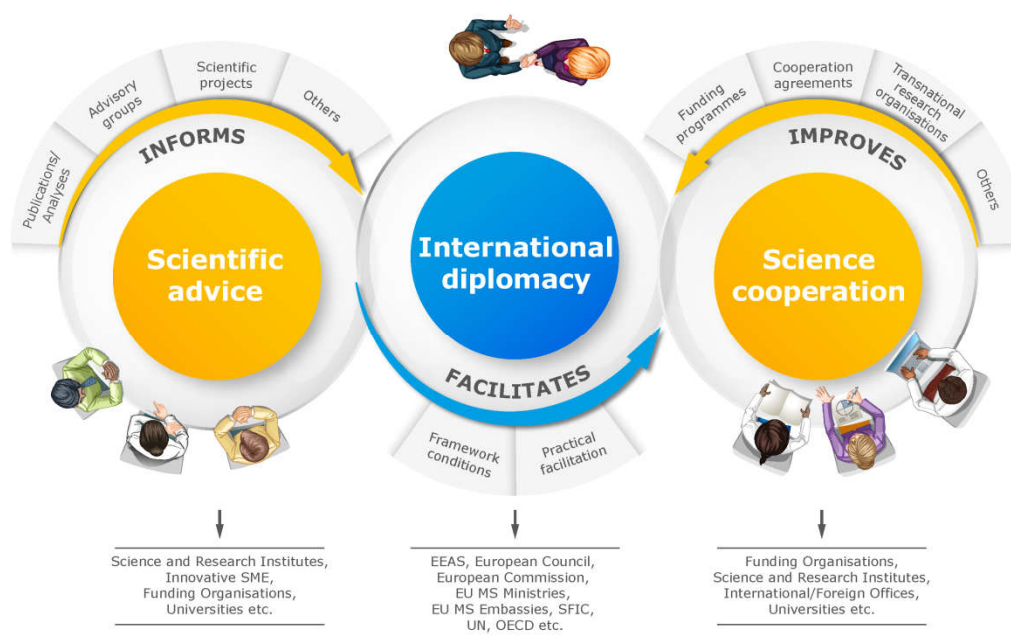 Publications/
Analyses
Advisory
groups
Scientific
projects
Others
INFORMS
Scientific
advice
International
diplomacy
FACILITATES
Framework
conditions
Practical
facilitation
Funding
programmes
Cooperation
agreements
Transnational
research
organisations
Others
IMPROVES
Science
cooperation
Science and Research Institutes,
Innovative SME,
Funding Organisations,
Universities etc.
EEAS, European Council,
European Commission,
EU MS Ministries,
EU MS Embassies, SFIC,
UN, OECD etc.
Funding Organisations,
Science and Research Institutes,
International/Foreign Offices,
Universities etc.